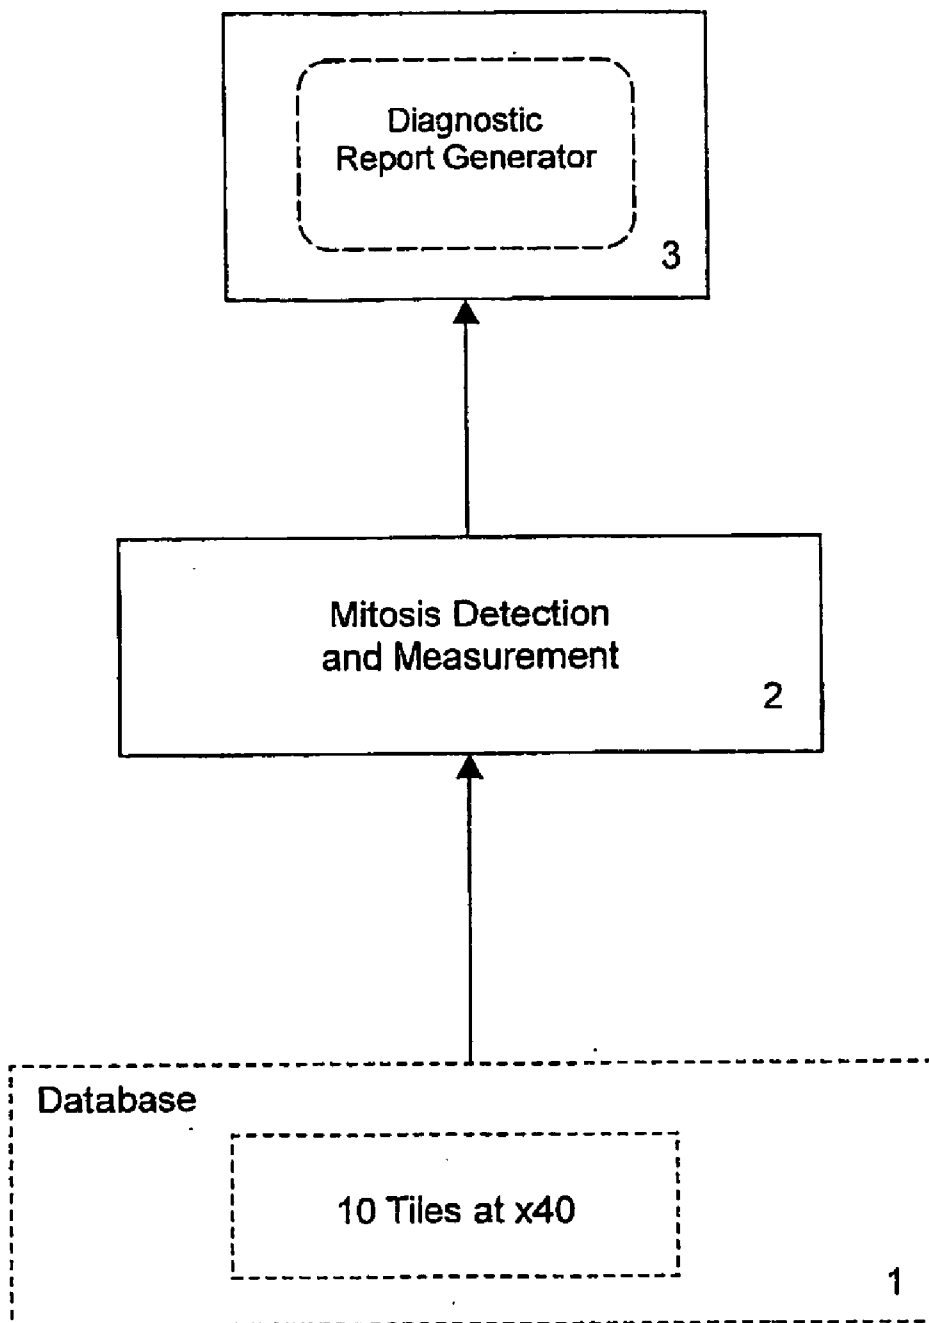 Diagnostic
Report Generator
3
Mitosis Detection
and Measurement
2
Database
10 Tiles at x40
1